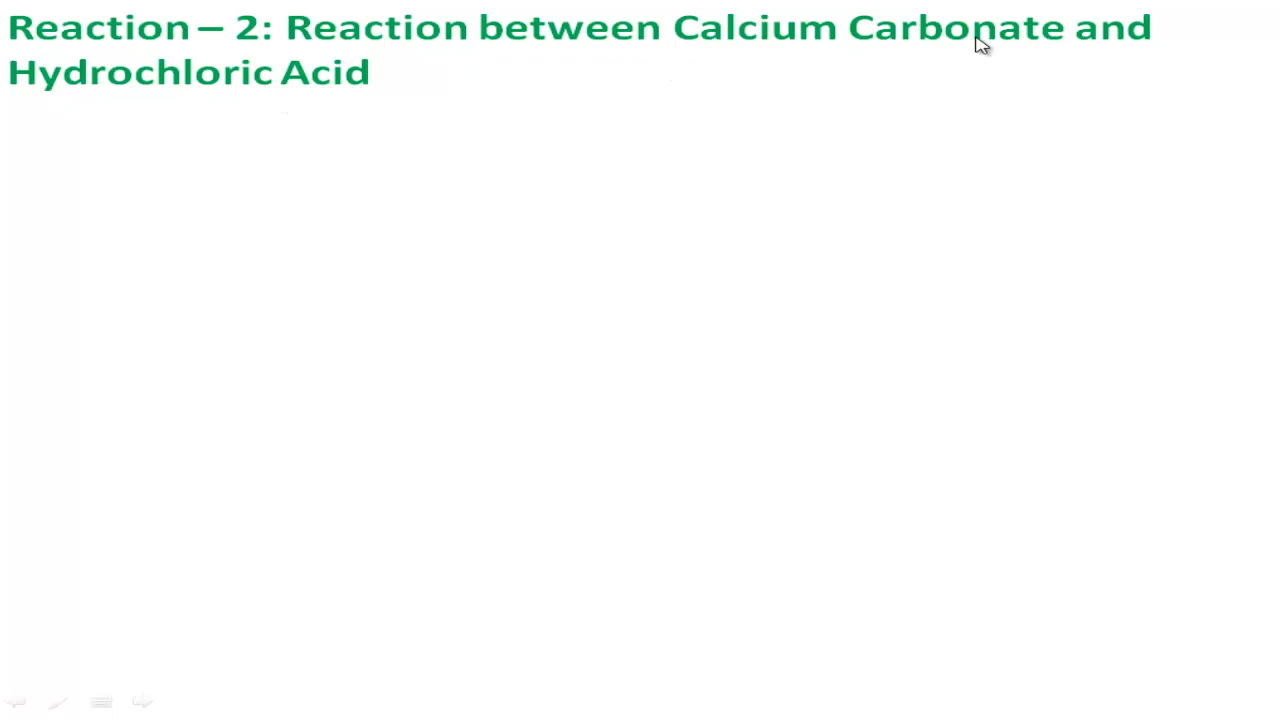 Reaction – 2: Reaction between Calcium Carbonate and
Hydrochloric Acid